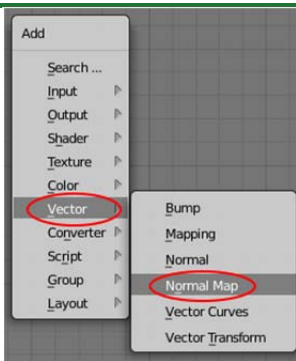 Add
Search ...
Input
Output
Shader
Texture
Color
Vector
Converter
Script
Group
Layout
Bump
Mapping
Normal
Normal Map
Vector Curves
Vector Transform